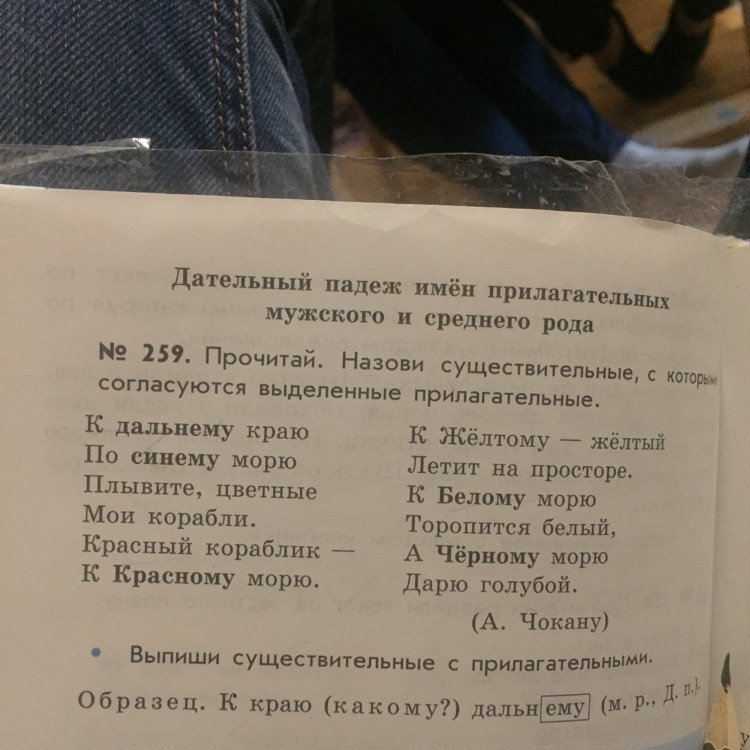 Дательный падеж имён прилагательных
мужского и среднего рода
№ 259. Прочитай. Назови существительные, с которыми
согласуются выделенные прилагательные.
К дальнему краю
По синему морю
Плывите, цветные
Мои корабли.
Красный кораблик —
К Красному морю.
К Жёлтому — жёлтый
Летит на просторе.
К Белому морю
Торопится белый,
А Чёрному морю
Дарю голубой.
(А. Чокану)
• Выпиши существительные с прилагательными.
Образец. К краю (какому?) дальнему (м. р., Д. п.).